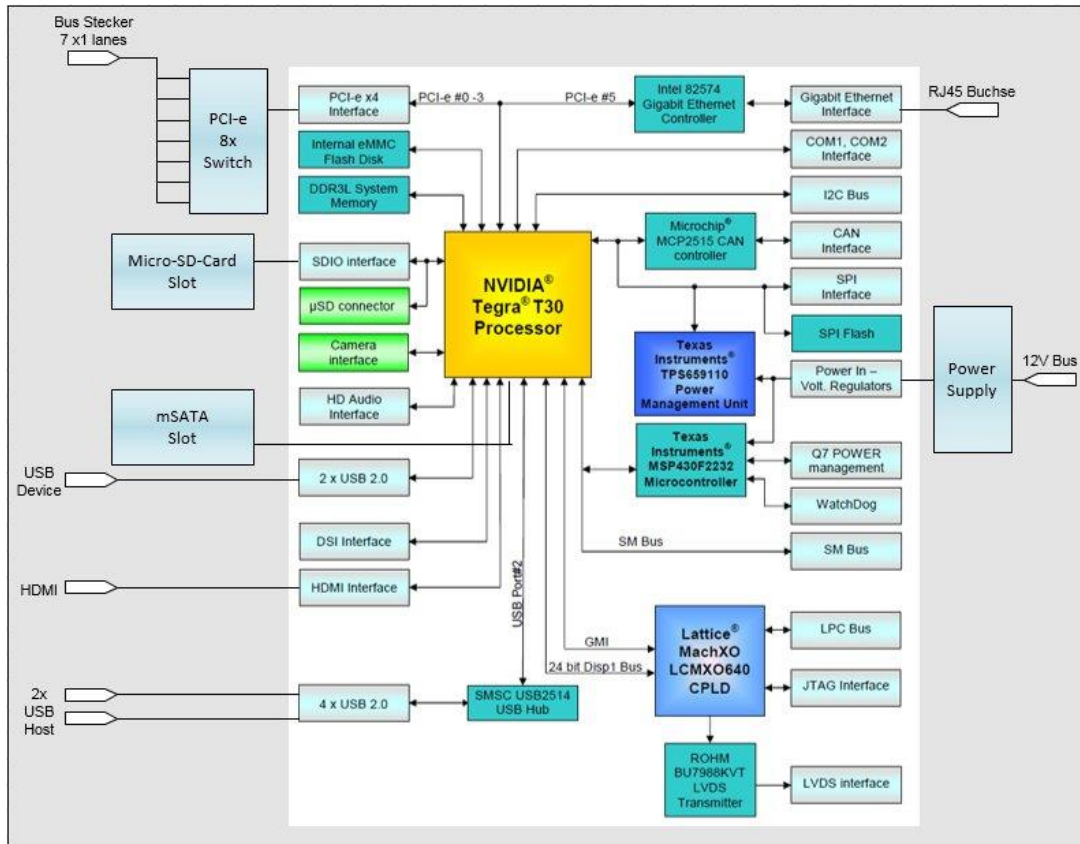 Bus Stecker
7 x1 lanes
PCI-e
8x
Switch
PCI-e x4
Interface
PCI-e #0 -3
PCI-e #5
Intel 82574
Gigabit Ethernet
Controller
Gigabit Ethernet
Interface
RJ45 Buchse
Internal eMMC
Flash Disk
COM1, COM2
Interface
DDR3L System
Memory
I2C Bus
Micro-SD-Card
Slot
SDIO interface
NVIDIA®
Tegra® T30
Processor
Microchip®
MCP2515 CAN
controller
CAN
Interface
µSD connector
SPI
Interface
Camera
interface
Texas
Instruments®
TPS659110
Power
Management Unit
SPI Flash
Power In –
Volt. Regulators
Power
Supply
12V Bus
HD Audio
Interface
mSATA
Slot
Texas
Instruments®
MSP430F2232
Microcontroller
Q7 POWER
management
USB
Device
2 x USB 2.0
WatchDog
DSI Interface
SM Bus
SM Bus
HDMI
HDMI Interface
USB Port#2
GMI
24 bit Disp1 Bus
Lattice®
MachXO
LCMXO640
CPLD
LPC Bus
JTAG Interface
2x
USB
Host
4 x USB 2.0
SMSC USB2514
USB Hub
ROHM
BU7988KVT
LVDS
Transmitter
LVDS interface